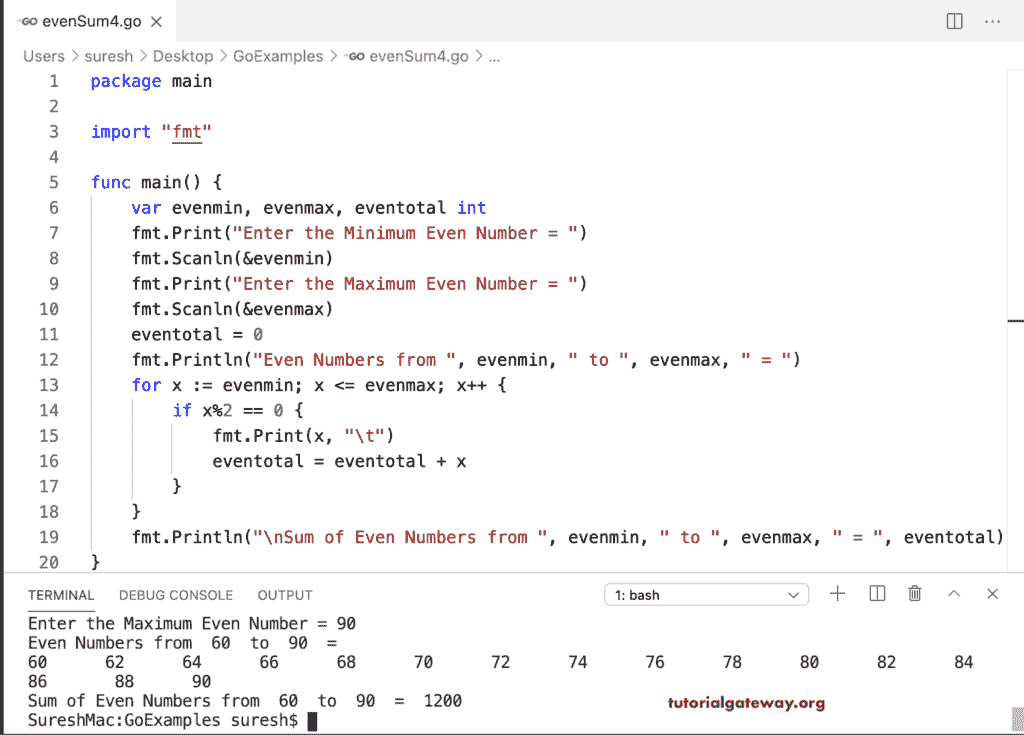 GO evenSum4.go
Users > suresh > Desktop > GoExamples > GO evenSum4.go > ...
1 package main
2
3 import "fmt"
4
5 func main() {
6     var evenmin, evenmax, eventotal int
7     fmt.Print("Enter the Minimum Even Number = ")
8     fmt.Scanln(&evenmin)
9     fmt.Print("Enter the Maximum Even Number = ")
10     fmt.Scanln(&evenmax)
11     eventotal = 0
12     fmt.Println("Even Numbers from ", evenmin, " to ", evenmax, " = ")
13     for x := evenmin; x <= evenmax; x++ {
14         if x%2 == 0 {
15             fmt.Print(x, "\t")
16             eventotal = eventotal + x
17         }
18     }
19     fmt.Println("\nSum of Even Numbers from ", evenmin, " to ", evenmax, " = ", eventotal)
20 }
TERMINAL DEBUG CONSOLE OUTPUT 1: bash
Enter the Maximum Even Number = 90
Even Numbers from  60  to  90  =
60 62 64 66 68 70 72 74 76 78 80 82 84
86 88 90
Sum of Even Numbers from  60  to  90  =  1200
tutorialgateway.org
SureshMac:GoExamples suresh$